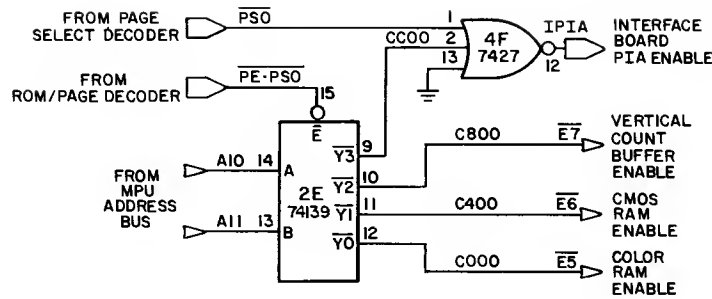 FROM PAGE
SELECT DECODER
PS0
1
CC00
2
13
4F
7427
IPIA
12
INTERFACE
BOARD
PIA ENABLE
FROM
ROM/PAGE DECODER
PE·PS0
15
E
FROM
MPU
ADDRESS
BUS
A10 14
A
A11 13
B
2E
74139
Y3
9
Y2
10
Y1
11
Y0
12
C800
E7
VERTICAL
COUNT
BUFFER
ENABLE
C400
E6
CMOS
RAM
ENABLE
C000
E5
COLOR
RAM
ENABLE